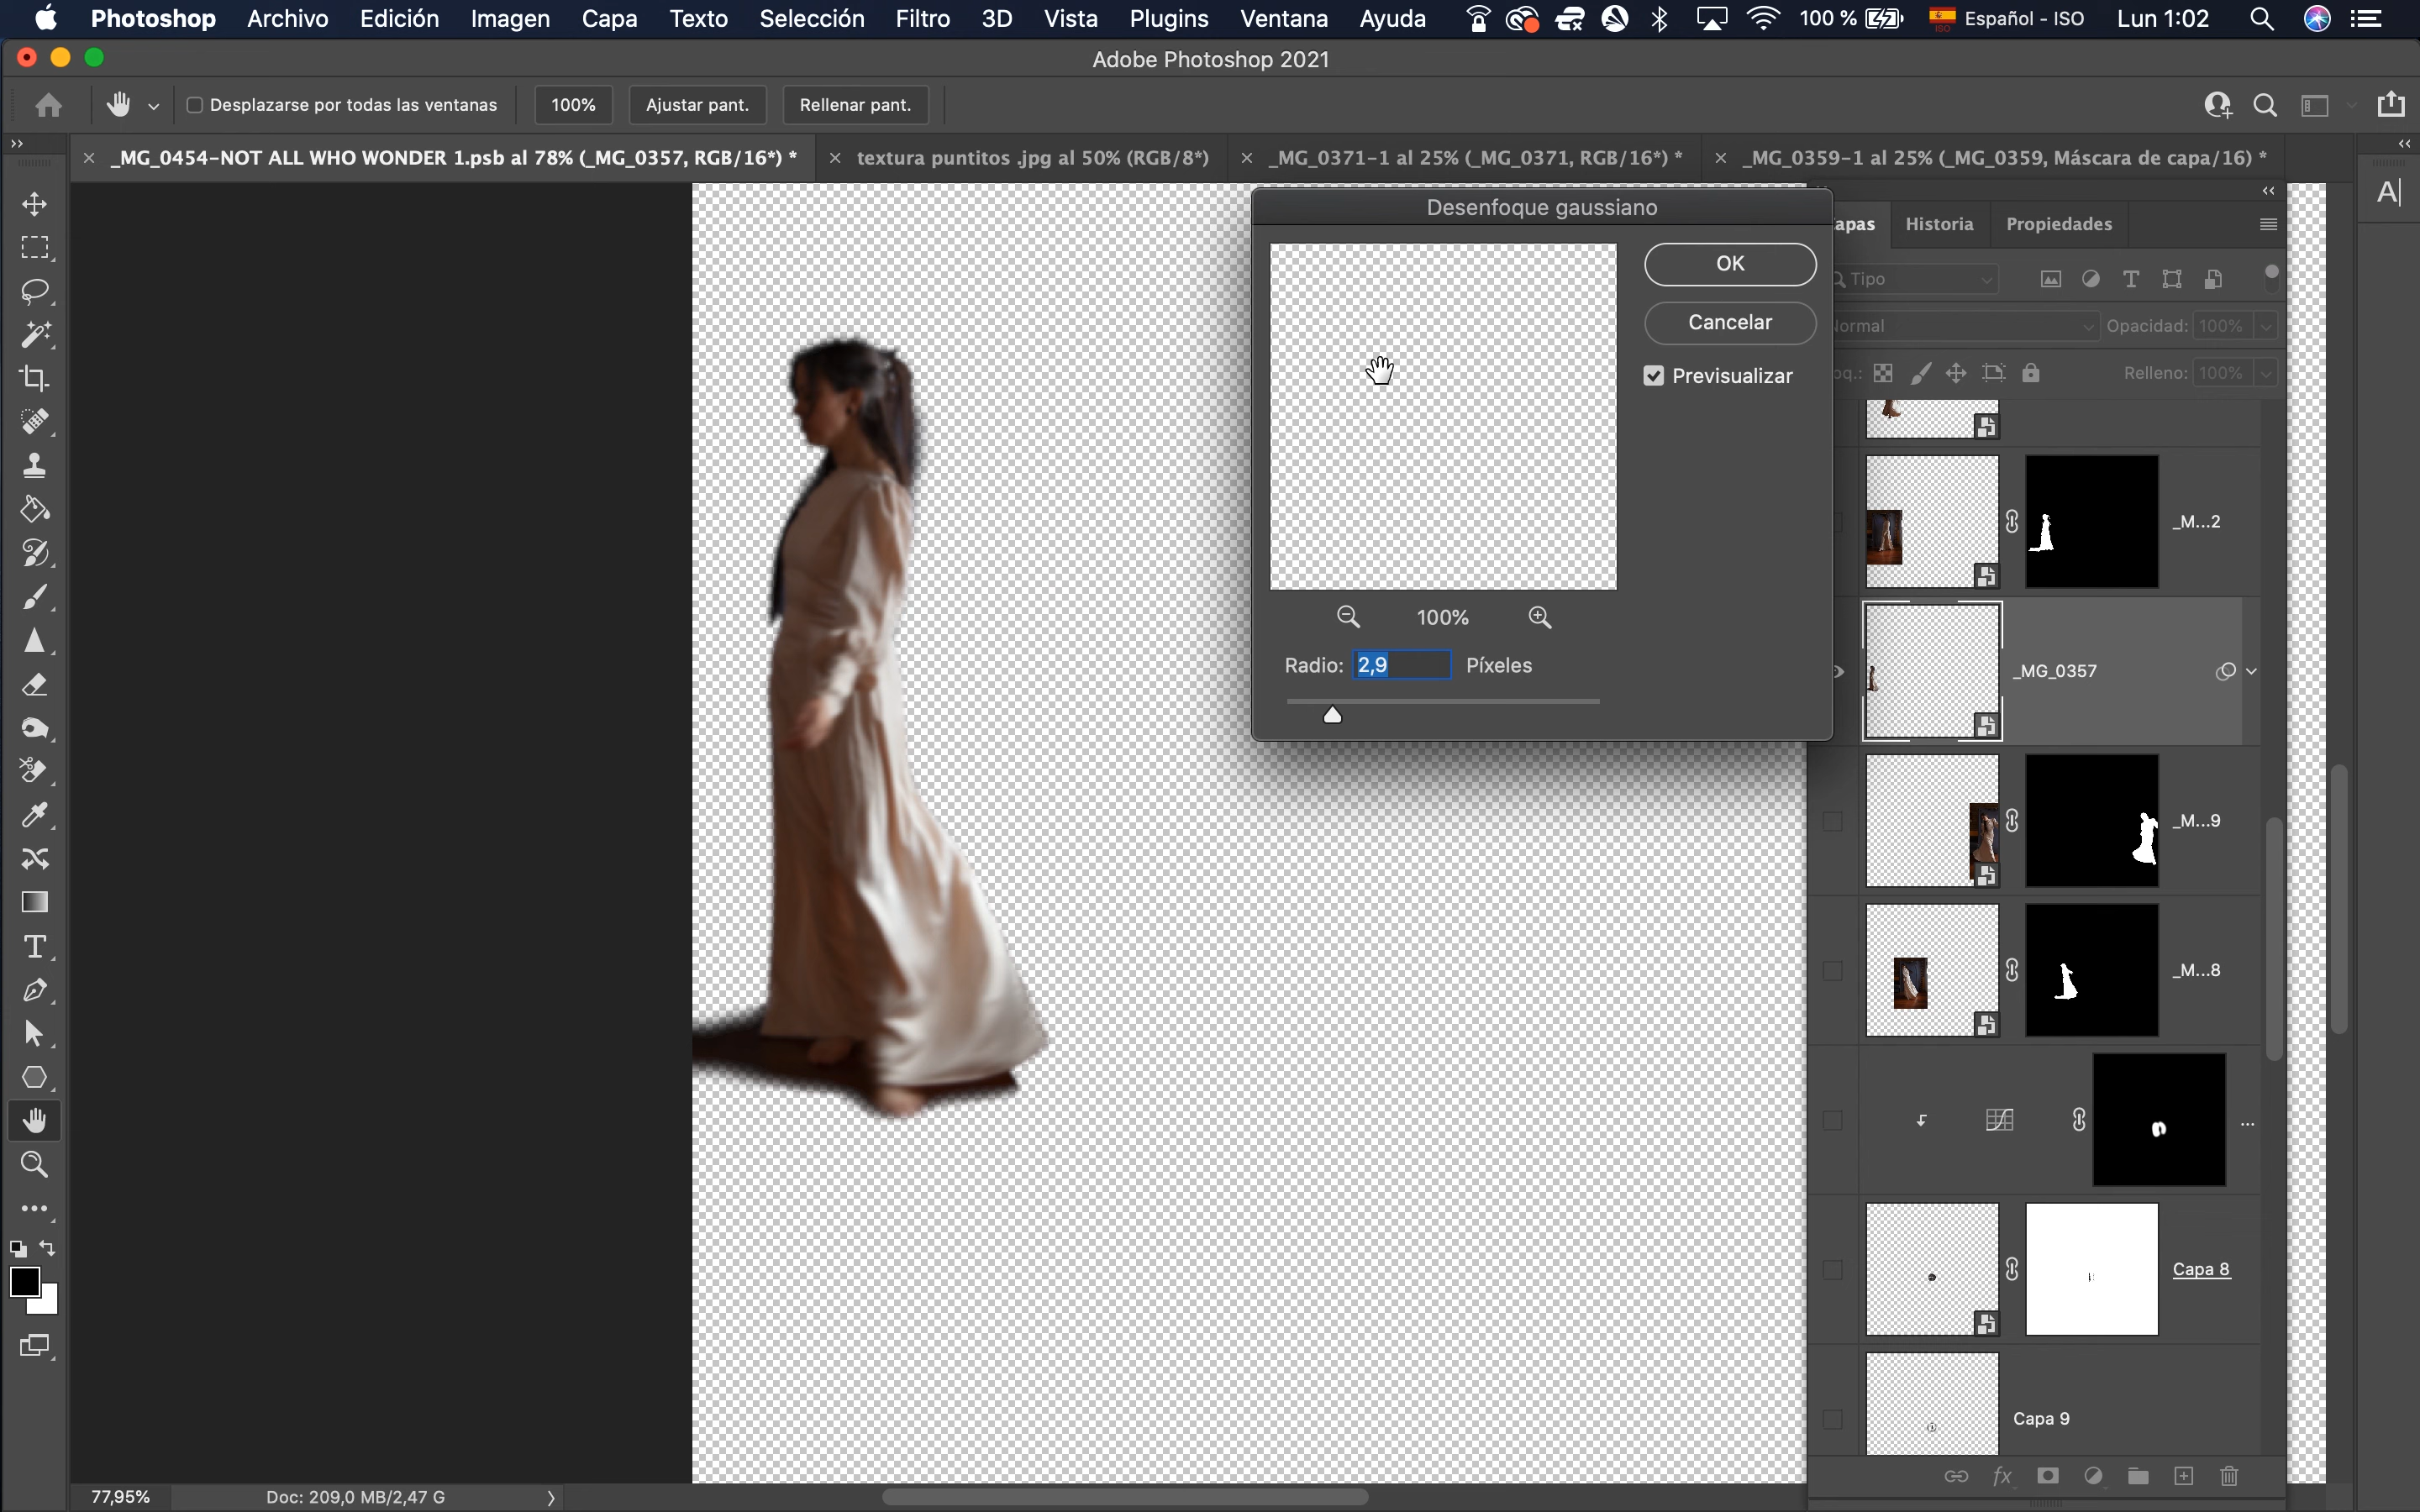 Photoshop Archivo Edición Imagen Capa Texto Selección Filtro 3D Vista Plugins Ventana Ayuda 100 % Español - ISO Lun 1:02
ISO
Adobe Photoshop 2021
Desplazarse por todas las ventanas 100% Ajustar pant. Rellenar pant.
_MG_0454-NOT ALL WHO WONDER 1.psb al 78% (_MG_0357, RGB/16*) * textura puntitos .jpg al 50% (RGB/8*) _MG_0371-1 al 25% (_MG_0371, RGB/16*) * _MG_0359-1 al 25% (_MG_0359, Máscara de capa/16) *
Desenfoque gaussiano
OK
Cancelar
Previsualizar
100%
Radio: 2,9 Píxeles
apas Historia Propiedades
Tipo
ormal Opacidad: 100%
oq.: Relleno: 100%
_M...2
_MG_0357
_M...9
_M...8
...
Capa 8
Capa 9
fx
77,95% Doc: 209,0 MB/2,47 G